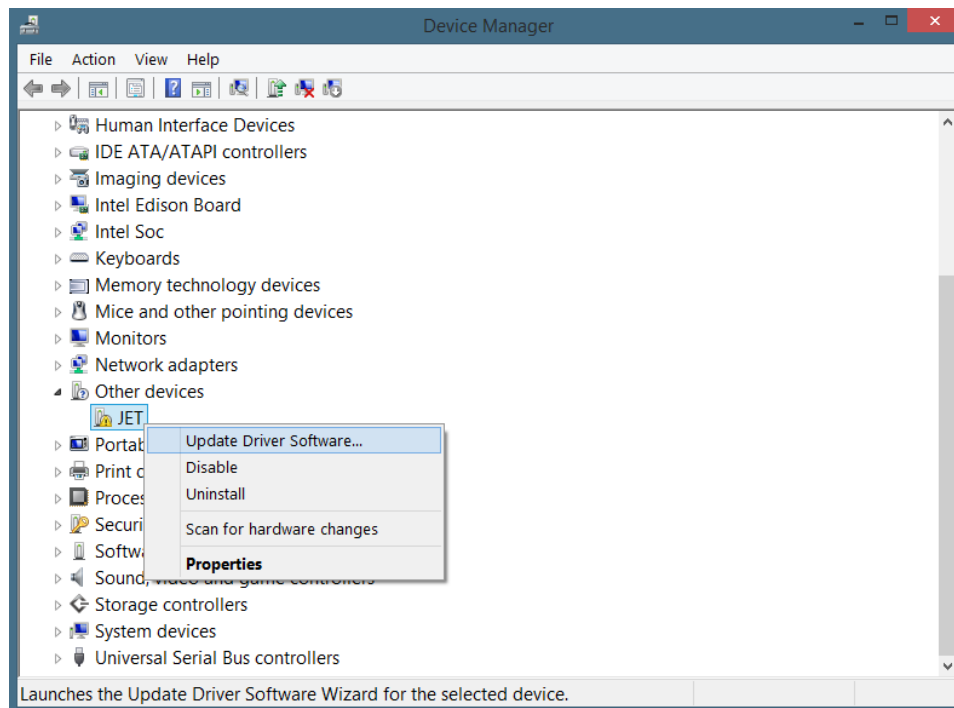 Device Manager
File Action View Help
Human Interface Devices
IDE ATA/ATAPI controllers
Imaging devices
Intel Edison Board
Intel Soc
Keyboards
Memory technology devices
Mice and other pointing devices
Monitors
Network adapters
Other devices
JET
Update Driver Software...
Disable
Uninstall
Scan for hardware changes
Properties
Portab
Print c
Proces
Securi
Softwa
Sound, video and game controllers
Storage controllers
System devices
Universal Serial Bus controllers
Launches the Update Driver Software Wizard for the selected device.